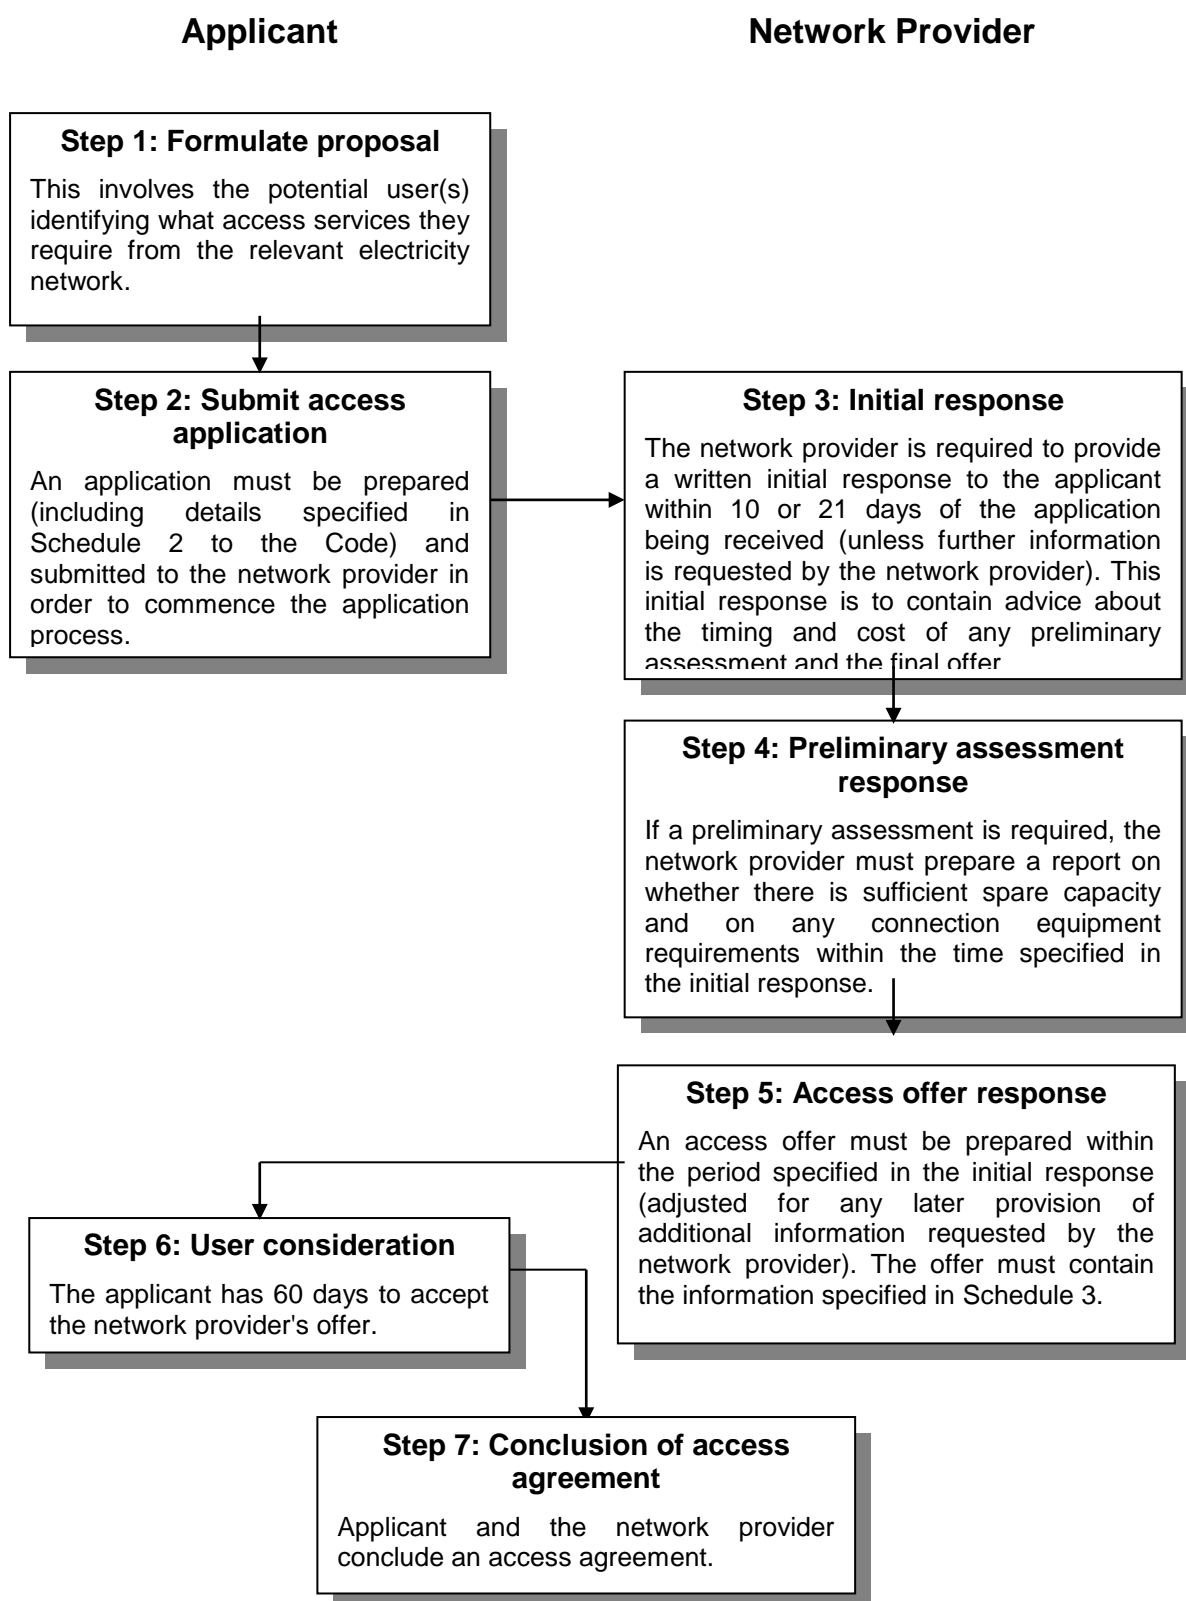 Applicant
Network Provider
Step 1: Formulate proposal
This involves the potential user(s)
identifying what access services they
require from the relevant electricity
network.
Step 2: Submit access
application
An application must be prepared
(including details specified in
Schedule 2 to the Code) and
submitted to the network provider in
order to commence the application
process.
Step 3: Initial response
The network provider is required to provide
a written initial response to the applicant
within 10 or 21 days of the application
being received (unless further information
is requested by the network provider). This
initial response is to contain advice about
the timing and cost of any preliminary
assessment and the final offer
Step 4: Preliminary assessment
response
If a preliminary assessment is required, the
network provider must prepare a report on
whether there is sufficient spare capacity
and on any connection equipment
requirements within the time specified in
the initial response.
Step 5: Access offer response
An access offer must be prepared within
the period specified in the initial response
(adjusted for any later provision of
additional information requested by the
network provider). The offer must contain
the information specified in Schedule 3.
Step 6: User consideration
The applicant has 60 days to accept
the network provider's offer.
Step 7: Conclusion of access
agreement
Applicant and the network provider
conclude an access agreement.